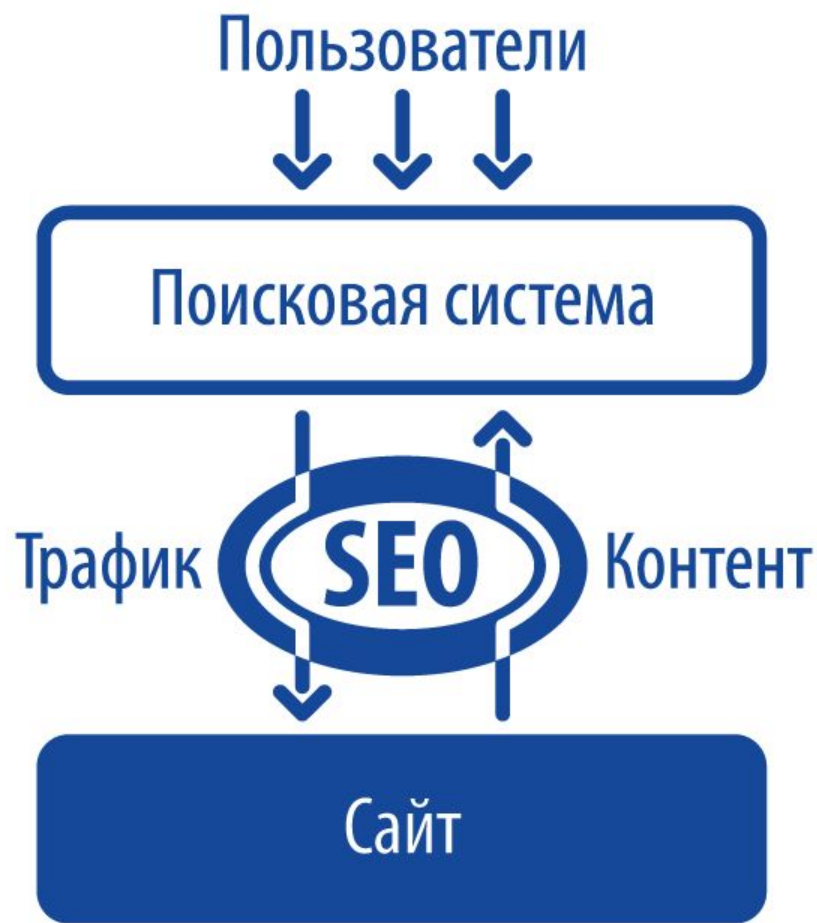 Пользователи
Поисковая система
Трафик
SEO
Контент
Сайт